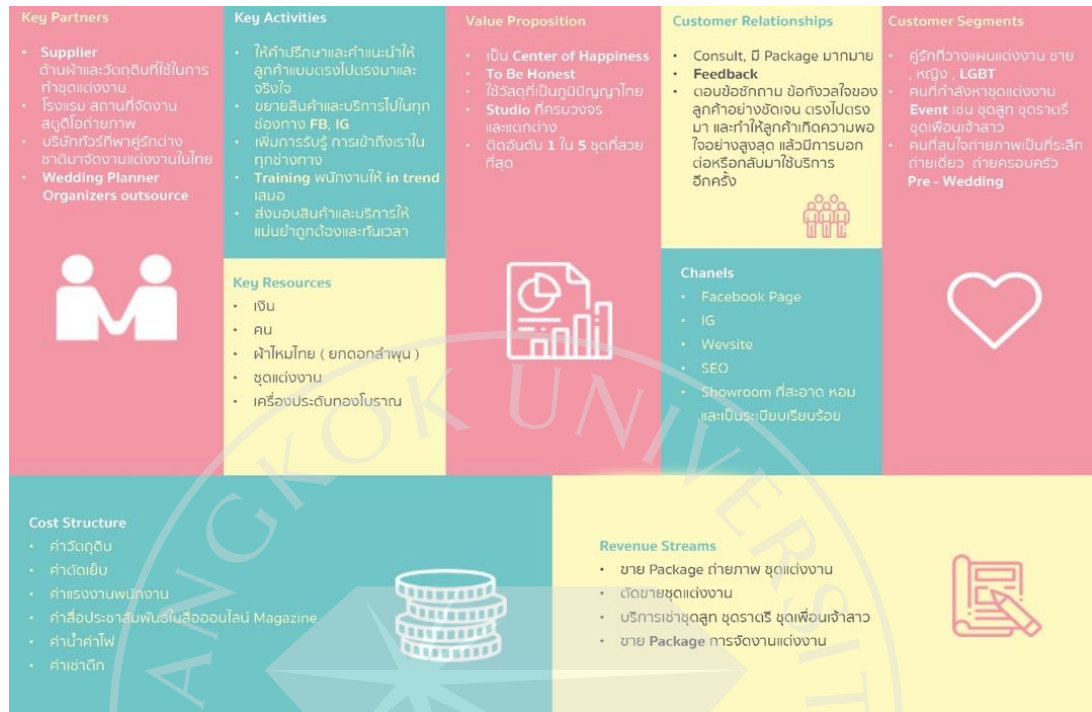 Key Partners
• Supplier
ด้านผ้าและวัตถุดิบที่ใช้ในการ
ทำชุดแต่งงาน
• โรงแรม สถานที่จัดงาน
สตูดิโอถ่ายภาพ
• บริษัททัวร์ที่พาคู่รักต่าง
ชาติมาจัดงานแต่งงานในไทย
• Wedding Planner
Organizers outsource
Key Activities
• ให้คำปรึกษาและคำแนะนำให้
ลูกค้าแบบตรงไปตรงมาและ
จริงใจ
• ขยายสินค้าและบริการไปในทุก
ช่องทาง FB, IG
• เพิ่มการรับรู้ การเข้าถึงเราใน
ทุกช่างทาง
• Training พนักงานให้ in trend
เสมอ
• ส่งมอบสินค้าและบริการให้
แม่นยำถูกต้องและทันเวลา
Key Resources
• เงิน
• คน
• ผ้าไหมไทย ( ยกดอกลำพูน )
• ชุดแต่งงาน
• เครื่องประดับทองโบราณ
Value Proposition
• เป็น Center of Happiness
• To Be Honest
• ใช้วัสดุที่เป็นภูมิปัญญาไทย
• Studio ที่ครบวงจร
และแตกต่าง
• ติดอันดับ 1 ใน 5 ชุดที่สวย
ที่สุด
Customer Relationships
• Consult, มี Package มากมาย
• Feedback
• ตอบข้อซักถาม ข้อกังวลใจของ
ลูกค้าอย่างชัดเจน ตรงไปตรง
มา และทำให้ลูกค้าเกิดความพอ
ใจอย่างสูงสุด แล้วมีการบอก
ต่อหรือกลับมาใช้บริการ
อีกครั้ง
Chanels
• Facebook Page
• IG
• Wevsite
• SEO
• Showroom ที่สะอาด หอม
และเป็นระเบียบเรียบร้อย
Customer Segments
• คู่รักที่วางแผนแต่งงาน ชาย
, หญิง , LGBT
• คนที่กำลังหาชุดแต่งงาน
Event เช่น ชุดสูท ชุดราตรี
ชุดเพื่อนเจ้าสาว
• คนที่สนใจถ่ายภาพเป็นที่ระลึก
ถ่ายเดี่ยว ถ่ายครอบครัว
Pre - Wedding
Cost Structure
• ค่าวัตถุดิบ
• ค่าตัดเย็บ
• ค่าแรงงานพนักงาน
• ค่าสื่อประชาสัมพันธ์ในสื่อออนไลน์ Magazine
• ค่าน้ำค่าไฟ
• ค่าเช่าตึก
Revenue Streams
• ขาย Package ถ่ายภาพ ชุดแต่งงาน
• ตัดขายชุดแต่งงาน
• บริการเช่าชุดสูท ชุดราตรี ชุดเพื่อนเจ้าสาว
• ขาย Package การจัดงานแต่งงาน
ANGKOK UNIVERSIT